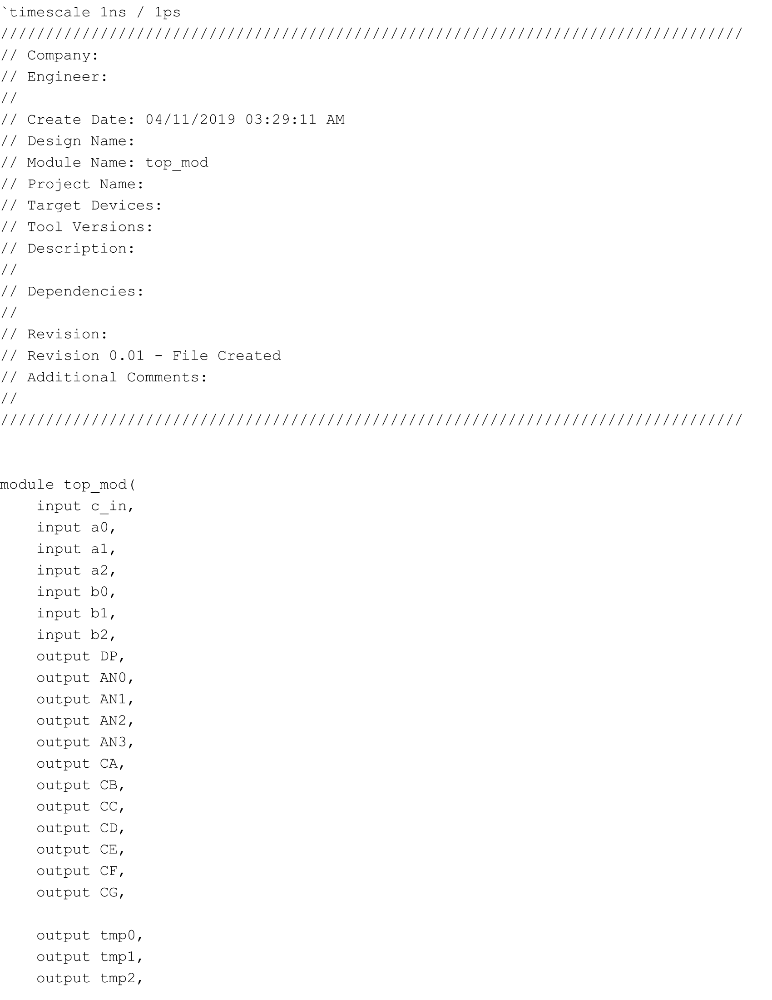 `timescale 1ns / 1ps
//////////////////////////////////////////////////////////////////////////////////
// Company:
// Engineer:
//
// Create Date: 04/11/2019 03:29:11 AM
// Design Name:
// Module Name: top_mod
// Project Name:
// Target Devices:
// Tool Versions:
// Description:
//
// Dependencies:
//
// Revision:
// Revision 0.01 - File Created
// Additional Comments:
//
//////////////////////////////////////////////////////////////////////////////////
module top_mod(
    input c_in,
    input a0,
    input a1,
    input a2,
    input b0,
    input b1,
    input b2,
    output DP,
    output AN0,
    output AN1,
    output AN2,
    output AN3,
    output CA,
    output CB,
    output CC,
    output CD,
    output CE,
    output CF,
    output CG,
    output tmp0,
    output tmp1,
    output tmp2,